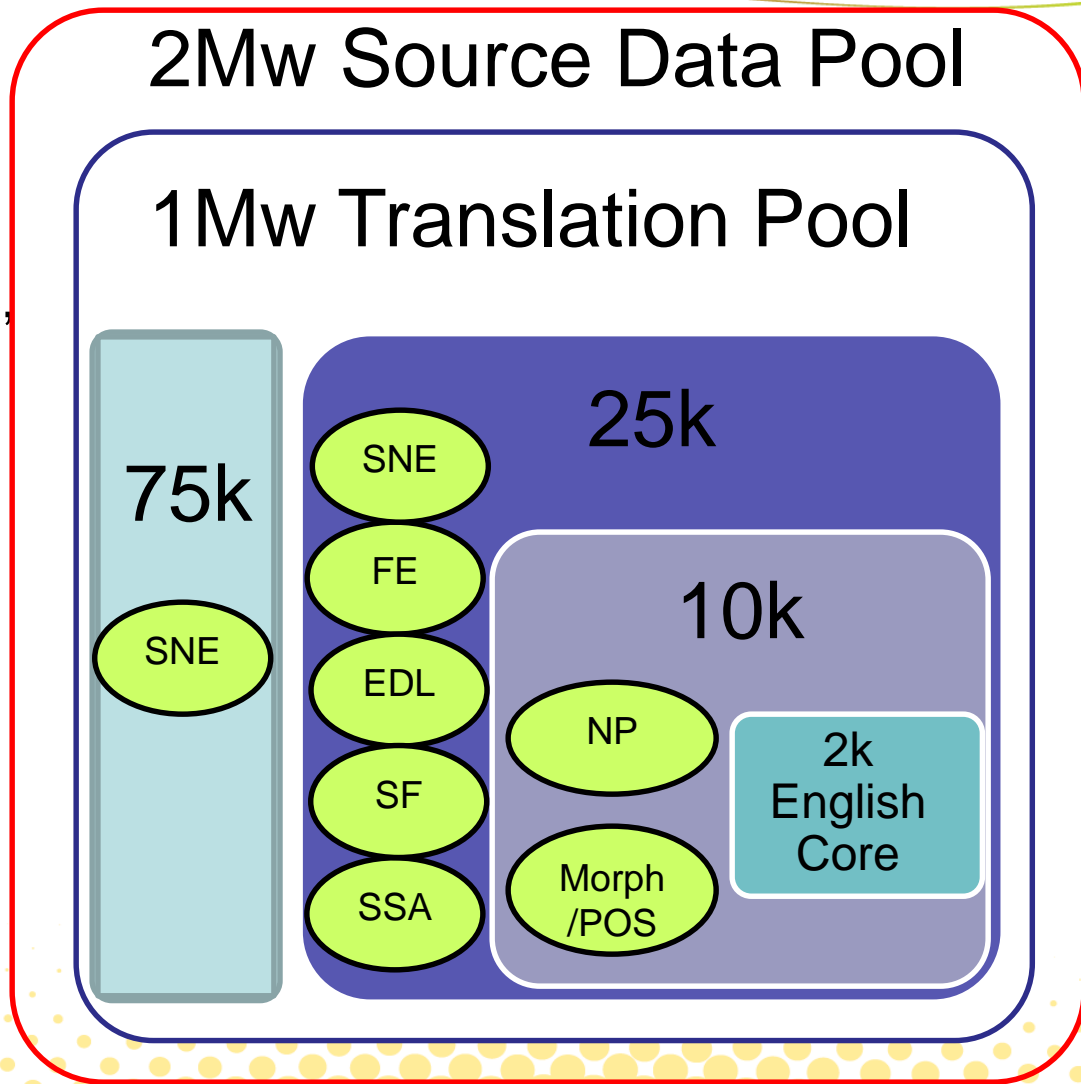 2Mw Source Data Pool
1Mw Translation Pool
,
75k
SNE
25k
SNE
FE
EDL
SF
SSA
10k
NP
Morph
/POS
2k
English
Core